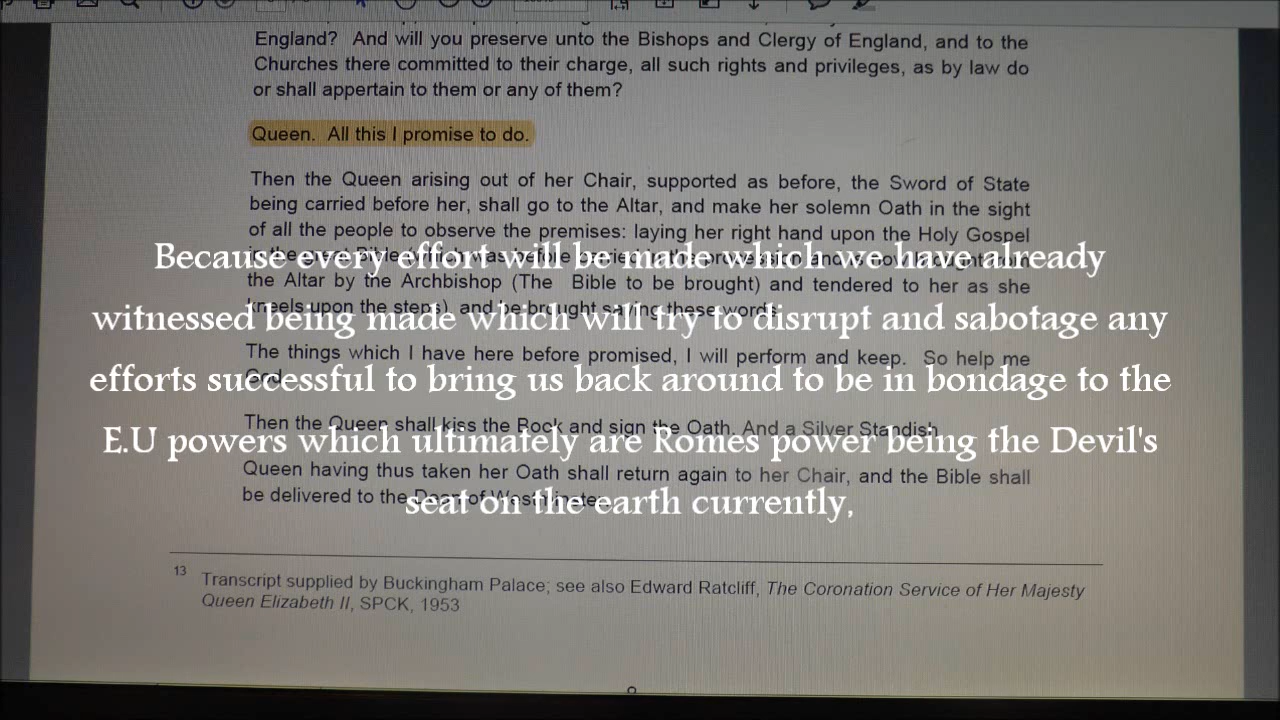 England? And will you preserve unto the Bishops and Clergy of England, and to the
Churches there committed to their charge, all such rights and privileges, as by law do
or shall appertain to them or any of them?
Queen. All this I promise to do.
Then the Queen arising out of her Chair, supported as before, the Sword of State
being carried before her, shall go to the Altar, and make her solemn Oath in the sight
of all the people to observe the premises: laying her right hand upon the Holy Gospel
Because every effort will be made which we have already
the Altar by the Archbishop (The Bible to be brought) and tendered to her as she
kneels upon the steps), and be brought saying these words:
witnessed being made which will try to disrupt and sabotage any
The things which I have here before promised, I will perform and keep. So help me
God.
efforts successful to bring us back around to be in bondage to the
Then the Queen shall kiss the Book and sign the Oath. And a Silver Standish
E.U powers which ultimately are Romes power being the Devil's
Queen having thus taken her Oath shall return again to her Chair, and the Bible shall
be delivered to the Dean of Westminster.
seat on the earth currently,
13 Transcript supplied by Buckingham Palace; see also Edward Ratcliff, The Coronation Service of Her Majesty
Queen Elizabeth II, SPCK, 1953